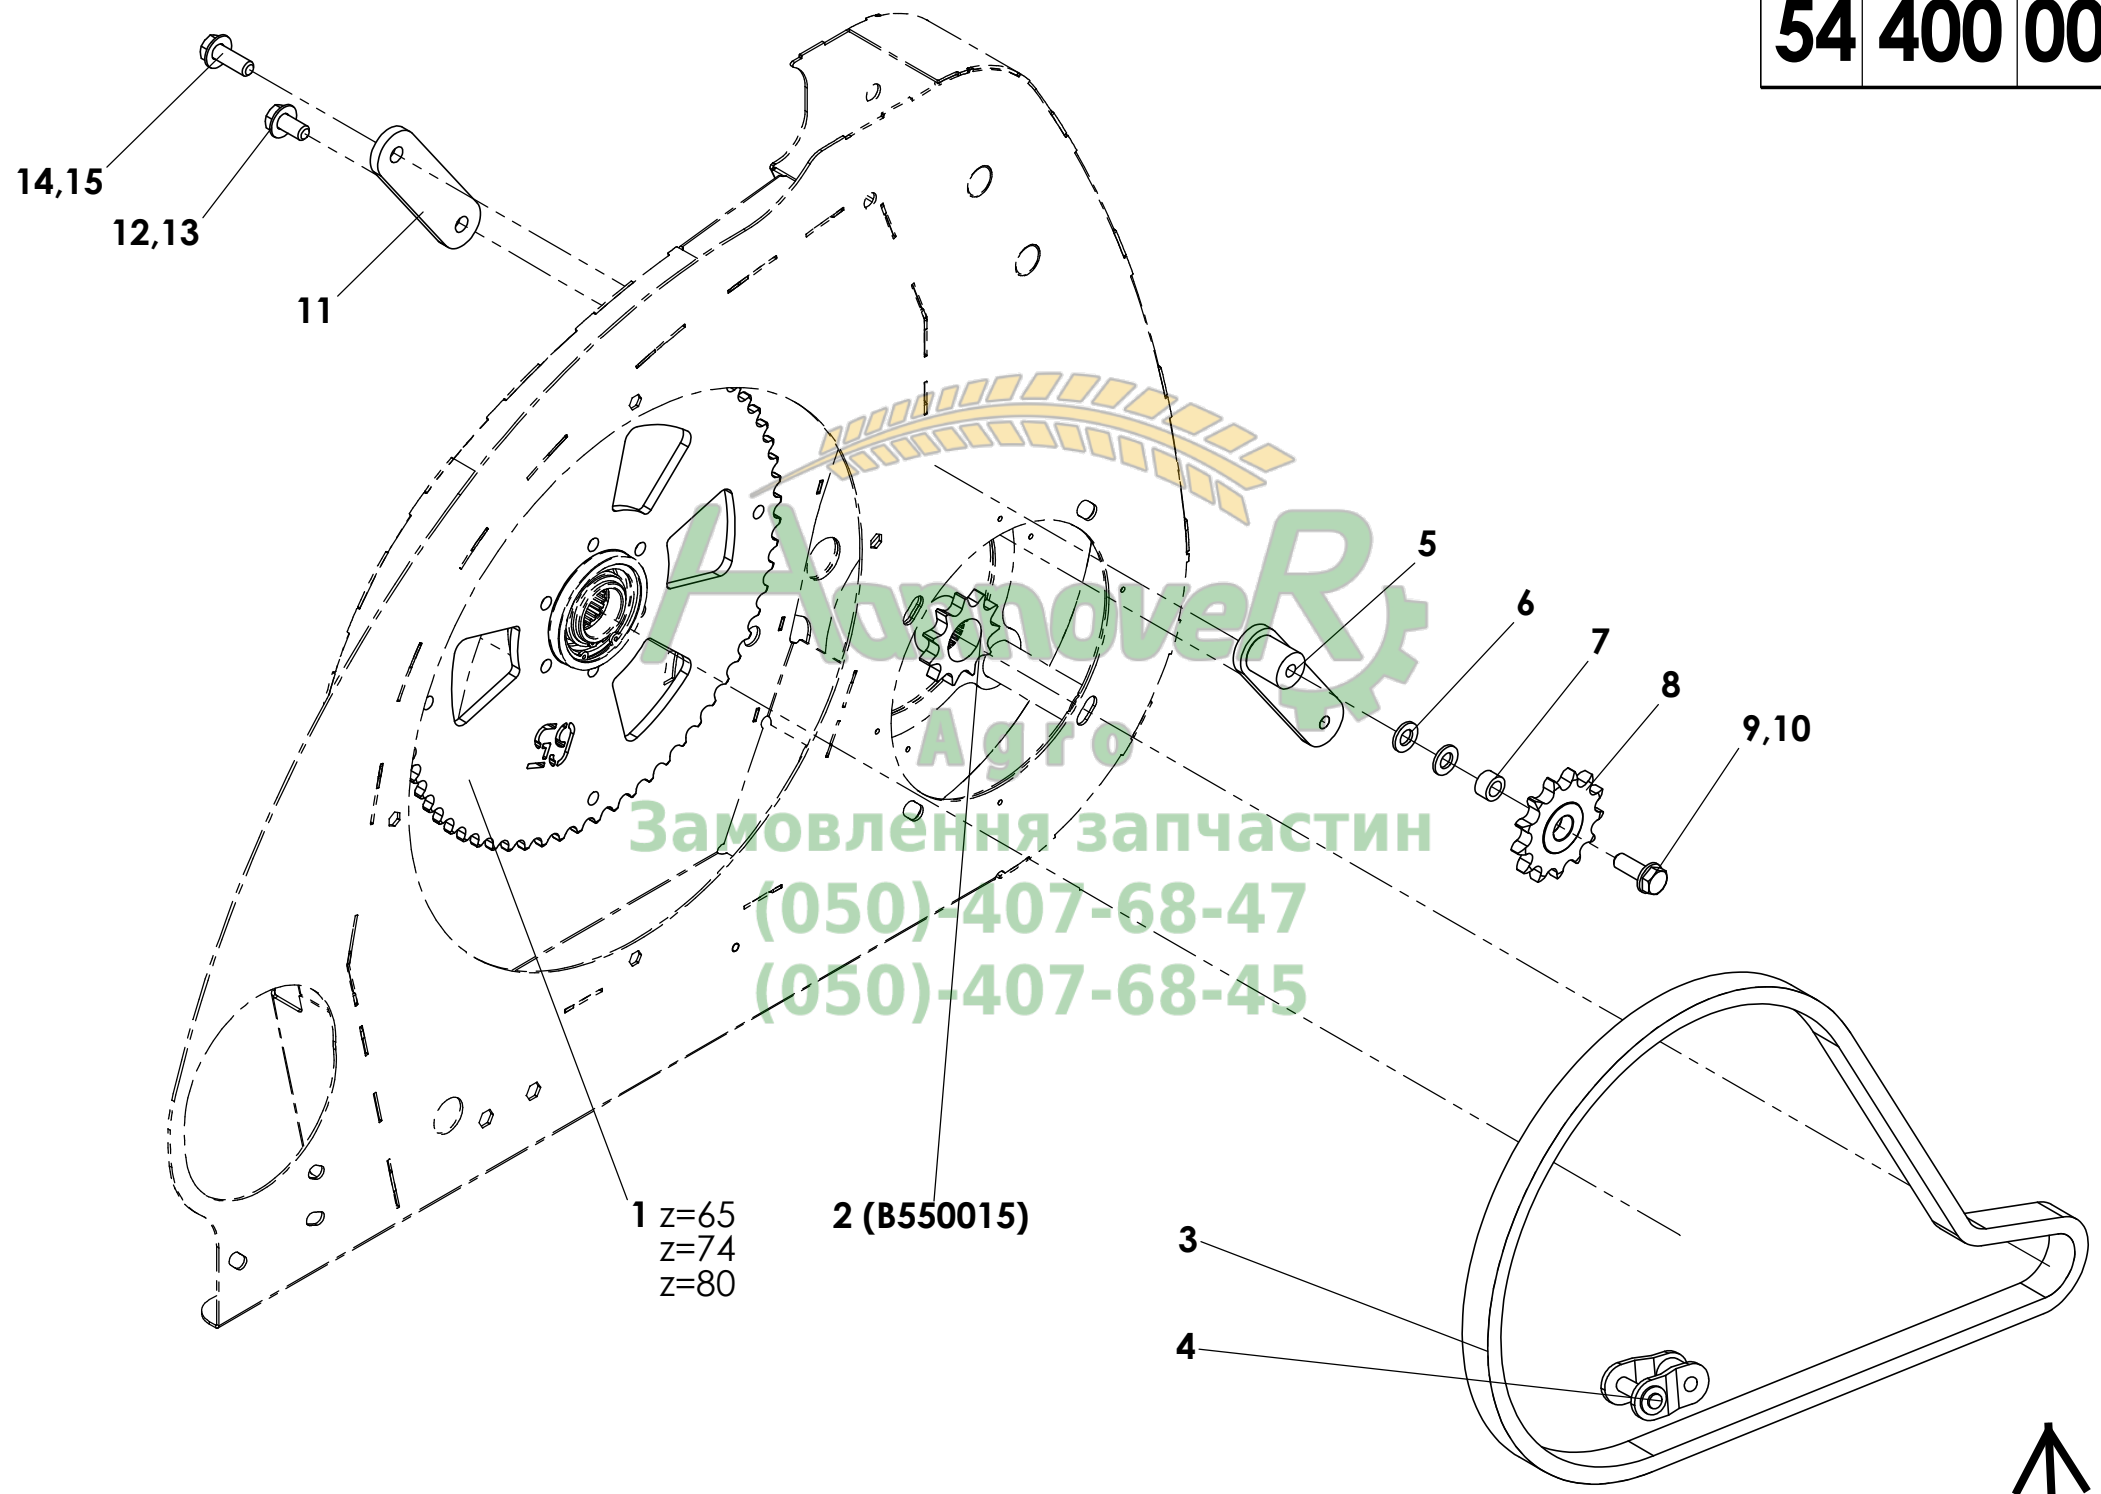 54 400 00
14,15
12,13
11
5
6
7
8
9,10
HannoveR
Agro
Замовлення запчастин
(050)-407-68-47
(050)-407-68-45
1 z=65
z=74
z=80
2 (B550015)
3
4